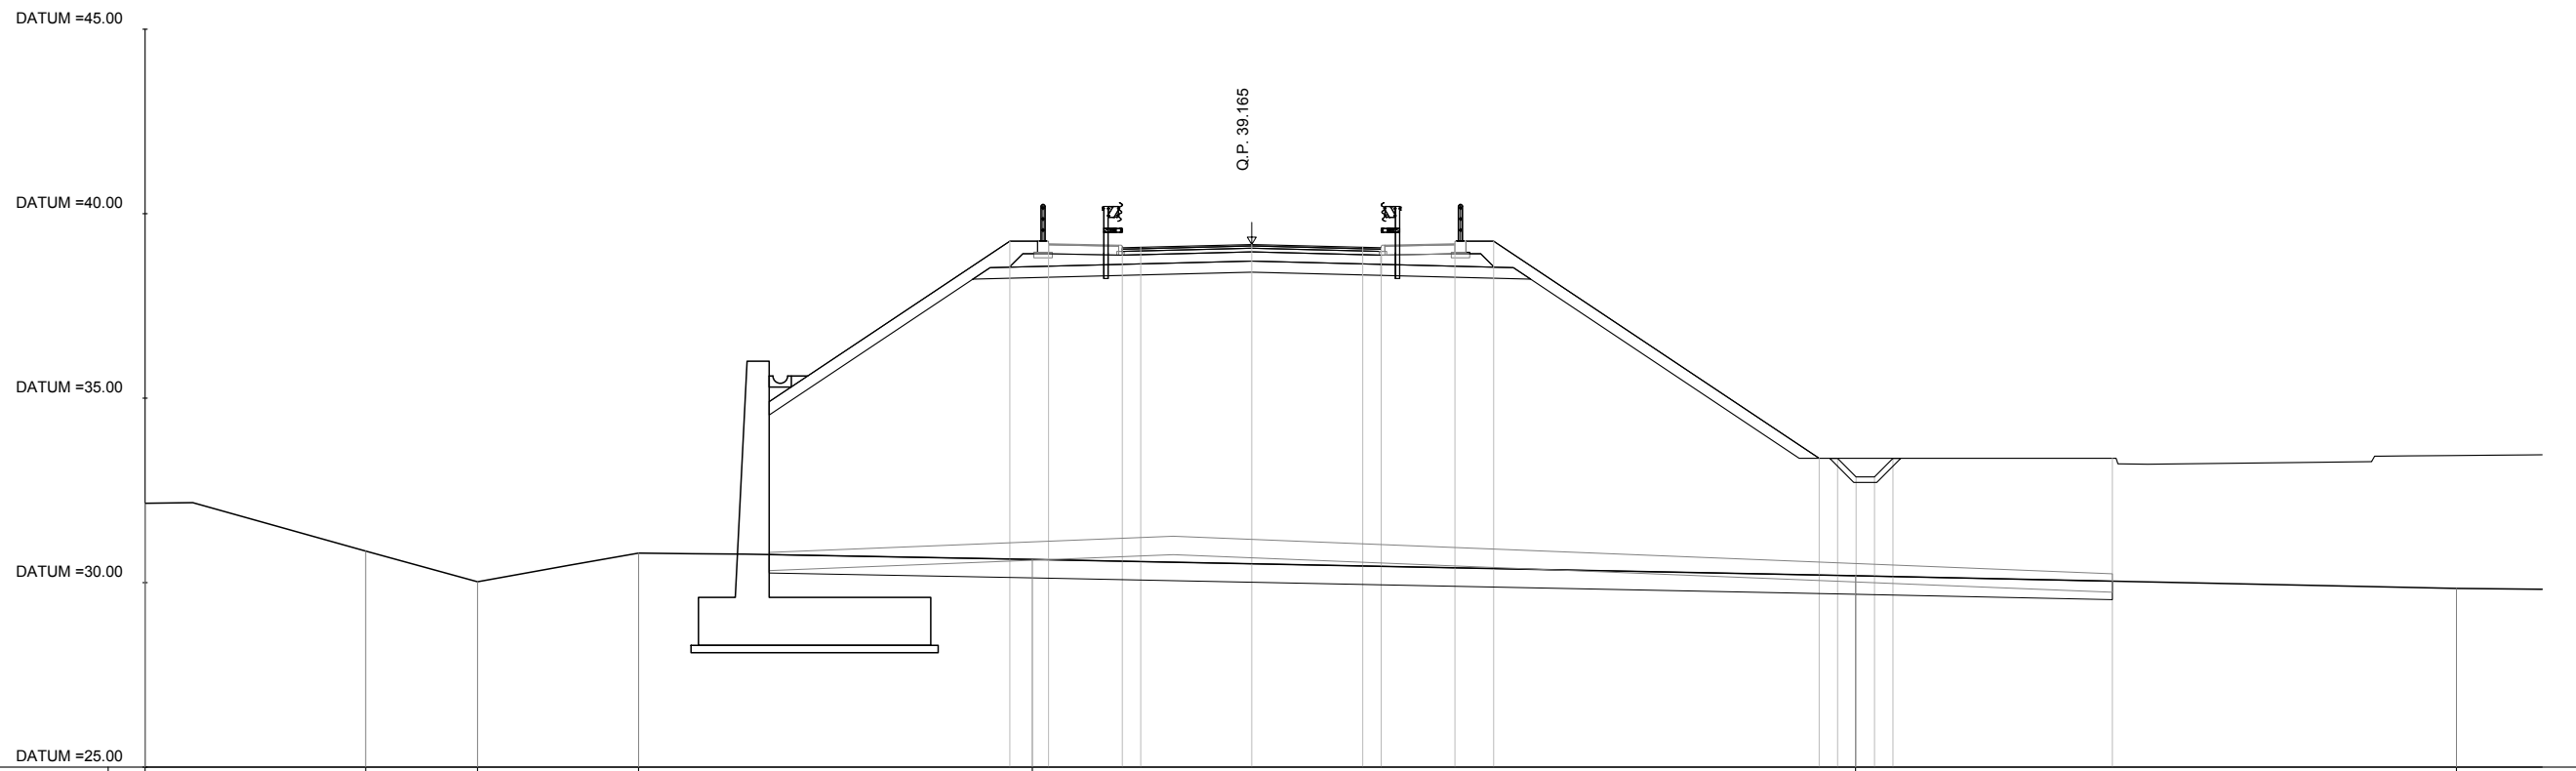 DATUM =45.00
Q.P. 39.165
DATUM =40.00
DATUM =35.00
DATUM =30.00
DATUM =25.00